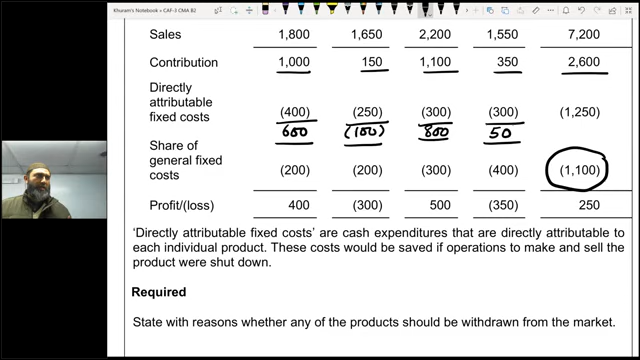 Khuram's Notebook » CAF-3 CMA B2
Sales 1,800 1,650 2,200 1,550 7,200
Contribution 1,000 150 1,100 350 2,600
Directly
attributable
fixed costs (400) (250) (300) (300) (1,250)
600 (100) 800 50
Share of
general fixed
costs (200) (200) (300) (400) (1,100)
Profit/(loss) 400 (300) 500 (350) 250
‘Directly attributable fixed costs’ are cash expenditures that are directly attributable to
each individual product. These costs would be saved if operations to make and sell the
product were shut down.
Required
State with reasons whether any of the products should be withdrawn from the market.